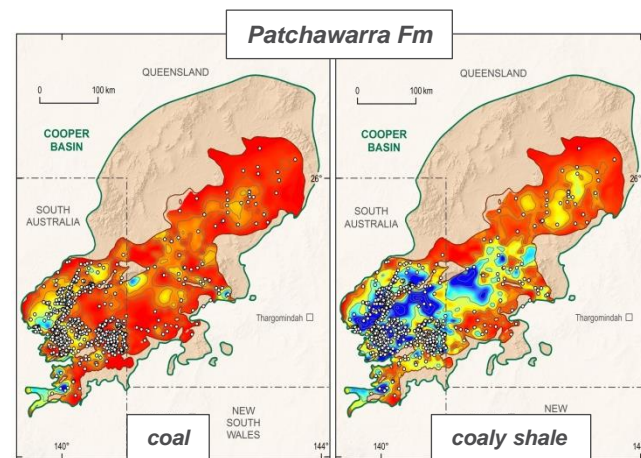 Patchawarra Fm
QUEENSLAND
0 100 km
COOPER
BASIN
26°
SOUTH
AUSTRALIA
Thargomindah
NEW
SOUTH
WALES
140°
144°
coal
QUEENSLAND
0 100 km
COOPER
BASIN
26°
SOUTH
AUSTRALIA
Thargomindah
NEW
140°
coaly shale